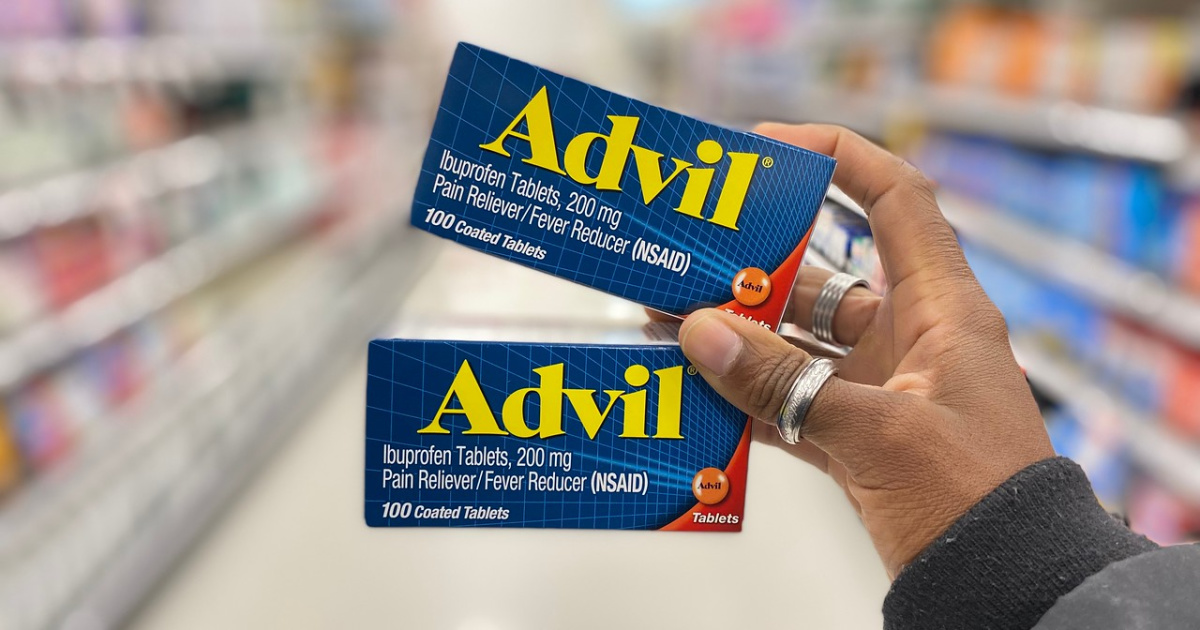 Advil®
Ibuprofen Tablets, 200 mg
Pain Reliever/Fever Reducer (NSAID)
100 Coated Tablets
Advil
Tablets
Advil®
Ibuprofen Tablets, 200 mg
Pain Reliever/Fever Reducer (NSAID)
100 Coated Tablets
Advil
Tablets